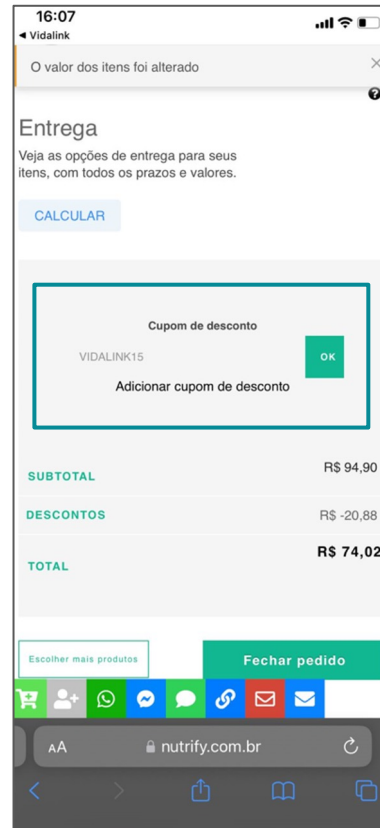 16:07
◄ Vidalink
O valor dos itens foi alterado
Entrega
Veja as opções de entrega para seus
itens, com todos os prazos e valores.
CALCULAR
Cupom de desconto
VIDALINK15
OK
Adicionar cupom de desconto
SUBTOTAL R$ 94,90
DESCONTOS R$ -20,88
TOTAL R$ 74,02
Escolher mais produtos
Fechar pedido
AA nutrify.com.br